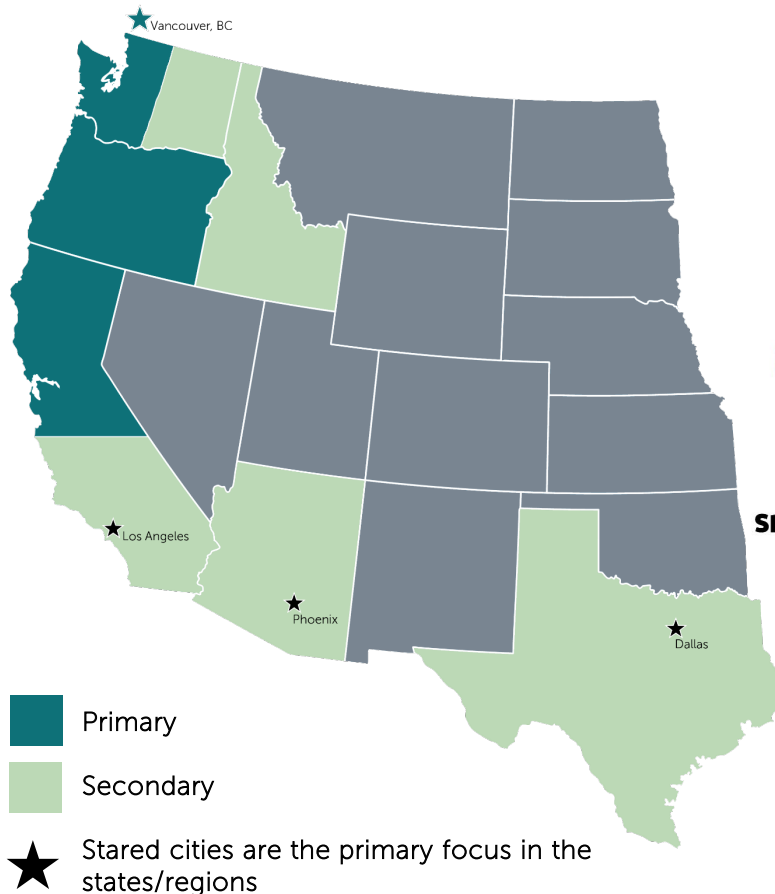 Vancouver, BC
Los Angeles
Phoenix
Dallas
Primary
Secondary
Stared cities are the primary focus in the
states/regions